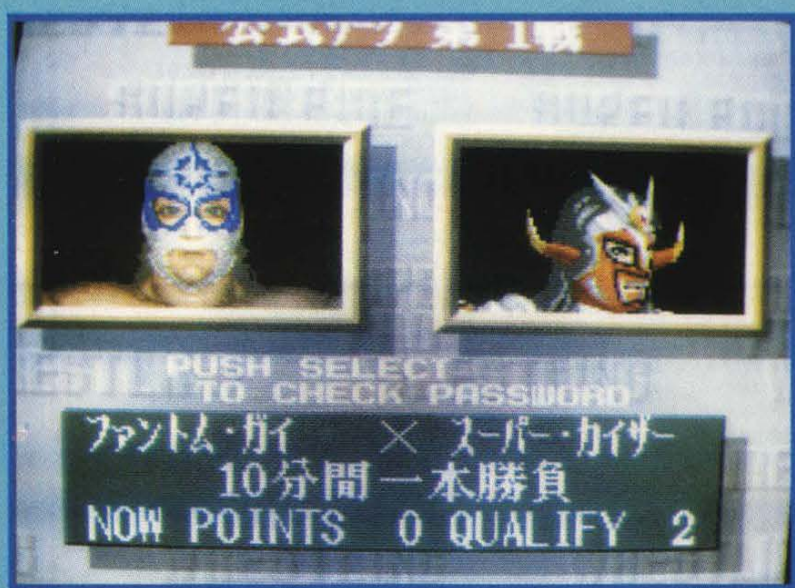 公式リーグ 第 1戦
PUSH SELECT
TO CHECK PASSWORD
ファントム・ガイ × スーパー・カイザー
10分間一本勝負
NOW POINTS 0 QUALIFY 2